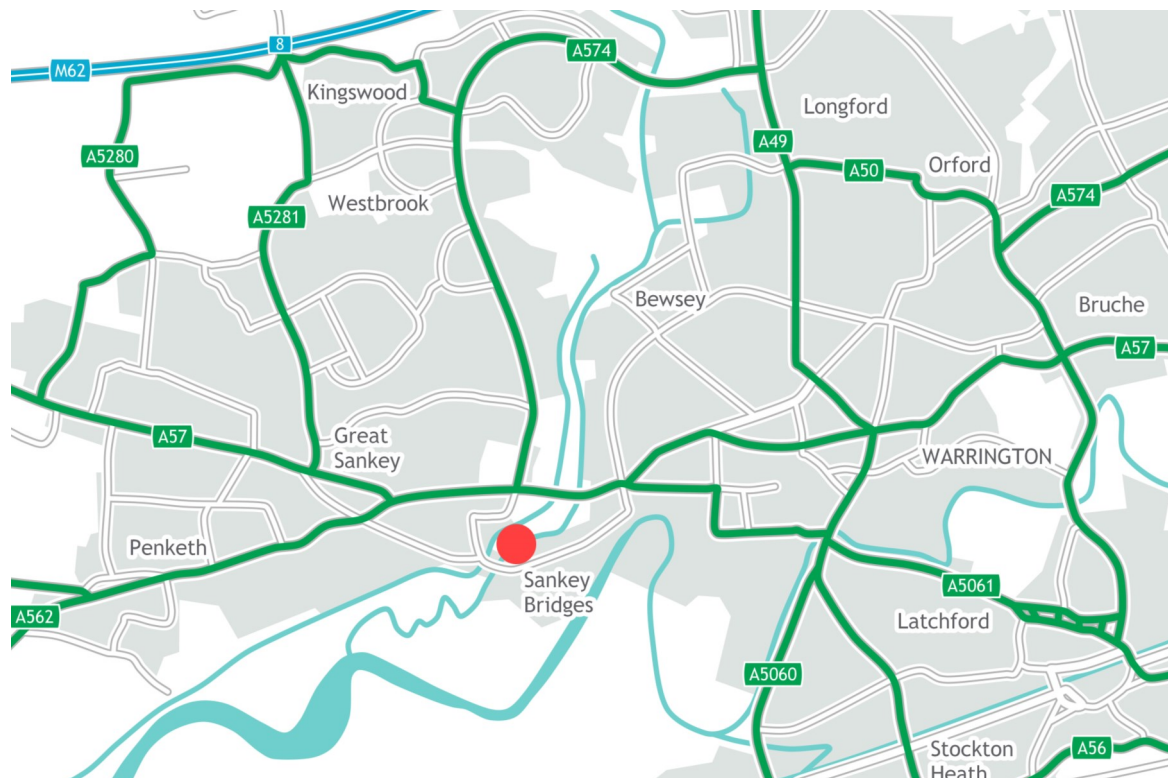 8
A574
M62
Kingswood
Longford
A49
A5280
Orford
A50
A574
Westbrook
A5281
Bewsey
Bruche
A57
A57
Great
Sankey
WARRINGTON
Penketh
Sankey
Bridges
A5061
A562
Latchford
A5060
Stockton
Heath
A56